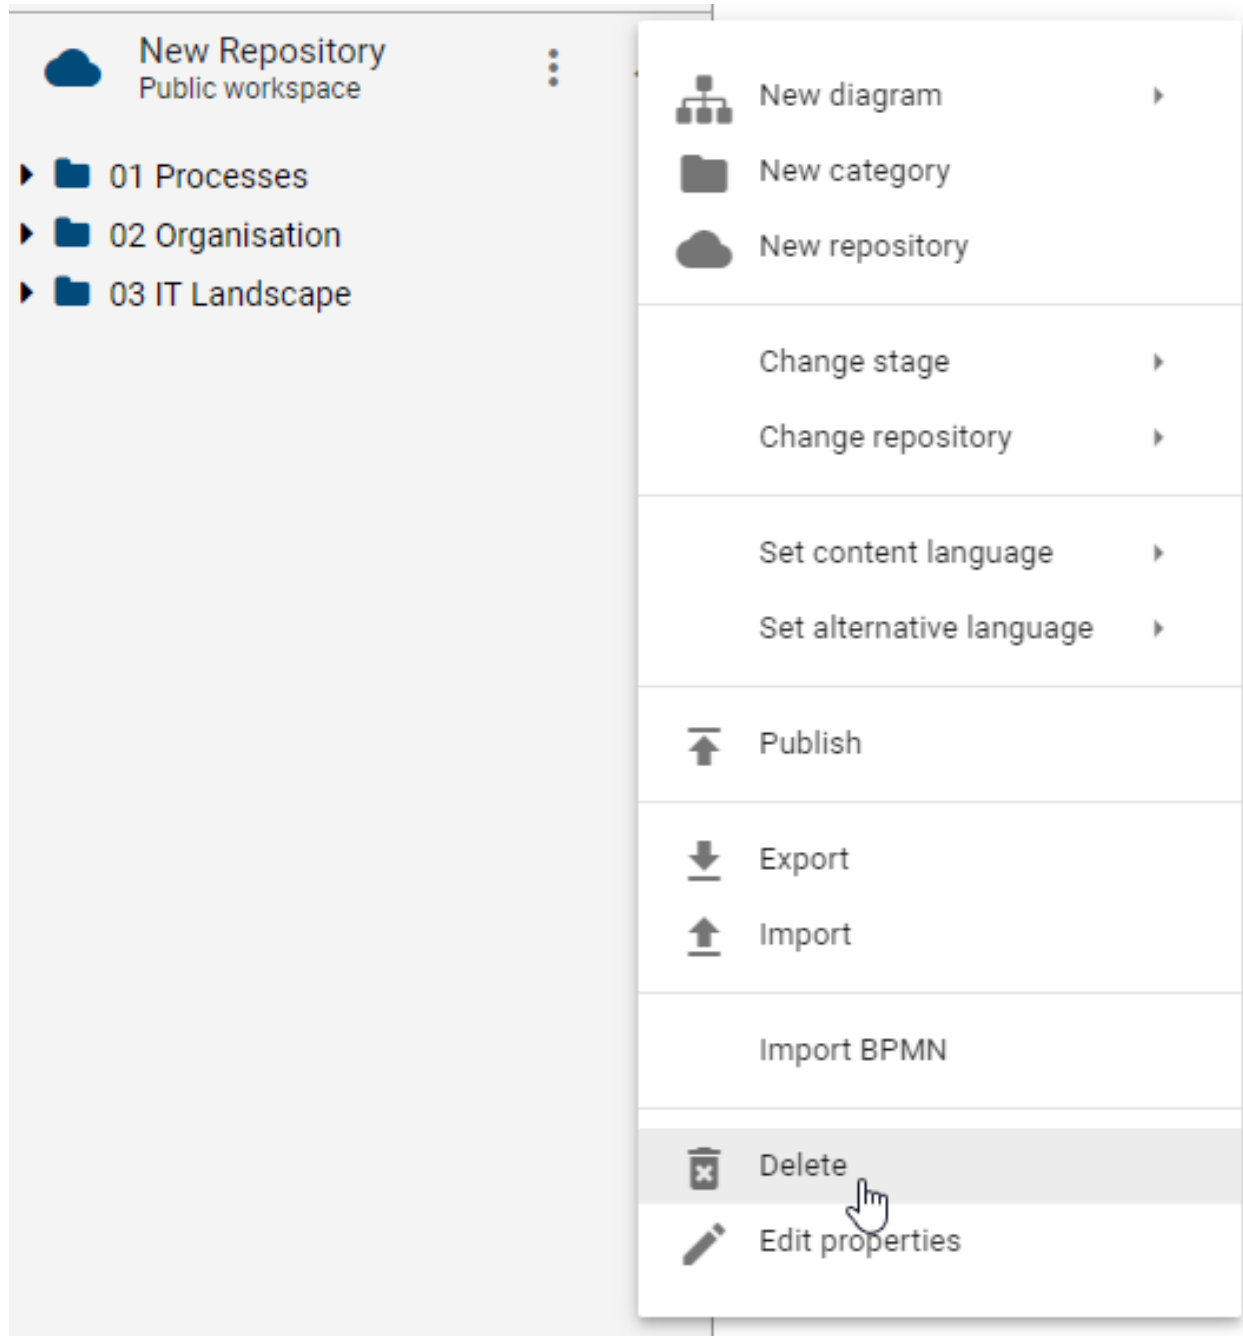 New Repository
Public workspace
01 Processes
02 Organisation
03 IT Landscape
New diagram
New category
New repository
Change stage
Change repository
Set content language
Set alternative language
Publish
Export
Import
Import BPMN
Delete
Edit properties